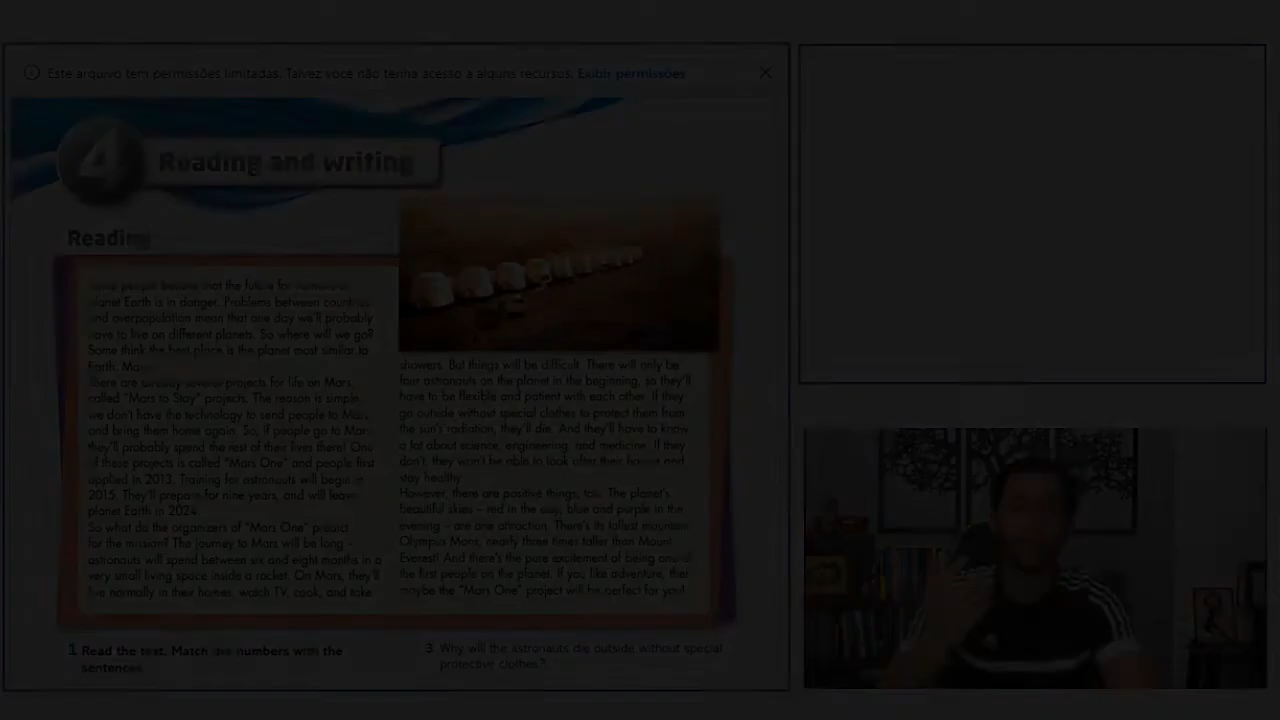 Este arquivo tem permissões limitadas. Talvez você não tenha acesso a alguns recursos. Exibir permissões
4
Reading and writing
Reading
Some people believe that the future for humans on
planet Earth is in danger. Problems between countries
and overpopulation mean that one day we'll probably
have to live on different planets. So where will we go?
Some think the best place is the planet most similar to
Earth. Mars.
There are already several projects for life on Mars,
called "Mars to Stay" projects. The reason is simple:
we don't have the technology to send people to Mars
and bring them home again. So, if people go to Mars,
they'll probably spend the rest of their lives there! One
of these projects is called "Mars One" and people first
applied in 2013. Training for astronauts will begin in
2015. They'll prepare for nine years, and will leave
planet Earth in 2024.
So what do the organizers of "Mars One" predict
for the mission? The journey to Mars will be long –
astronauts will spend between six and eight months in a
very small living space inside a rocket. On Mars, they'll
live normally in their homes, watch TV, cook, and take
showers. But things will be difficult. There will only be
four astronauts on the planet in the beginning, so they'll
have to be flexible and patient with each other. If they
go outside without special clothes to protect them from
the sun's radiation, they'll die. And they'll have to know
a lot about science, engineering, and medicine. If they
don't, they won't be able to look after their homes and
stay healthy.
However, there are positive things, too. The planet's
beautiful skies – red in the day, blue and purple in the
evening – are one attraction. There's its tallest mountain
Olympus Mons, nearly three times taller than Mount
Everest! And there's the pure excitement of being one of
the first people on the planet. If you like adventure, then
maybe the "Mars One" project will be perfect for you!
1 Read the text. Match the numbers with the
sentences.
3 Why will the astronauts die outside without special
protective clothes?